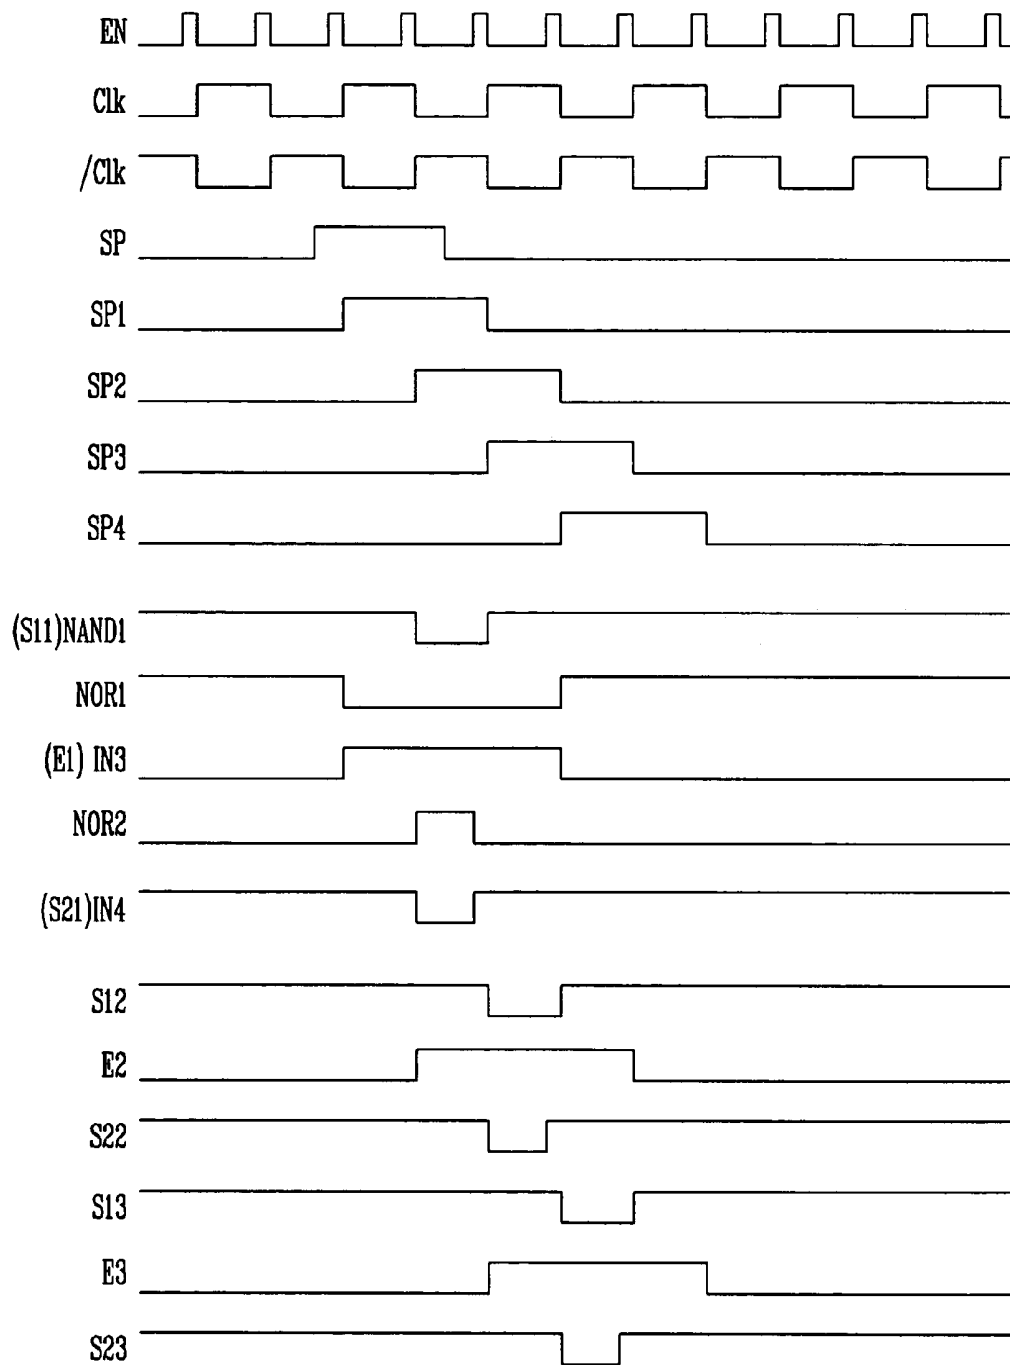 EN
Clk
/Clk
SP
SP1
SP2
SP3
SP4
(S11)NAND1
NOR1
(E1) IN3
NOR2
(S21)IN4
S12
E2
S22
S13
E3
S23